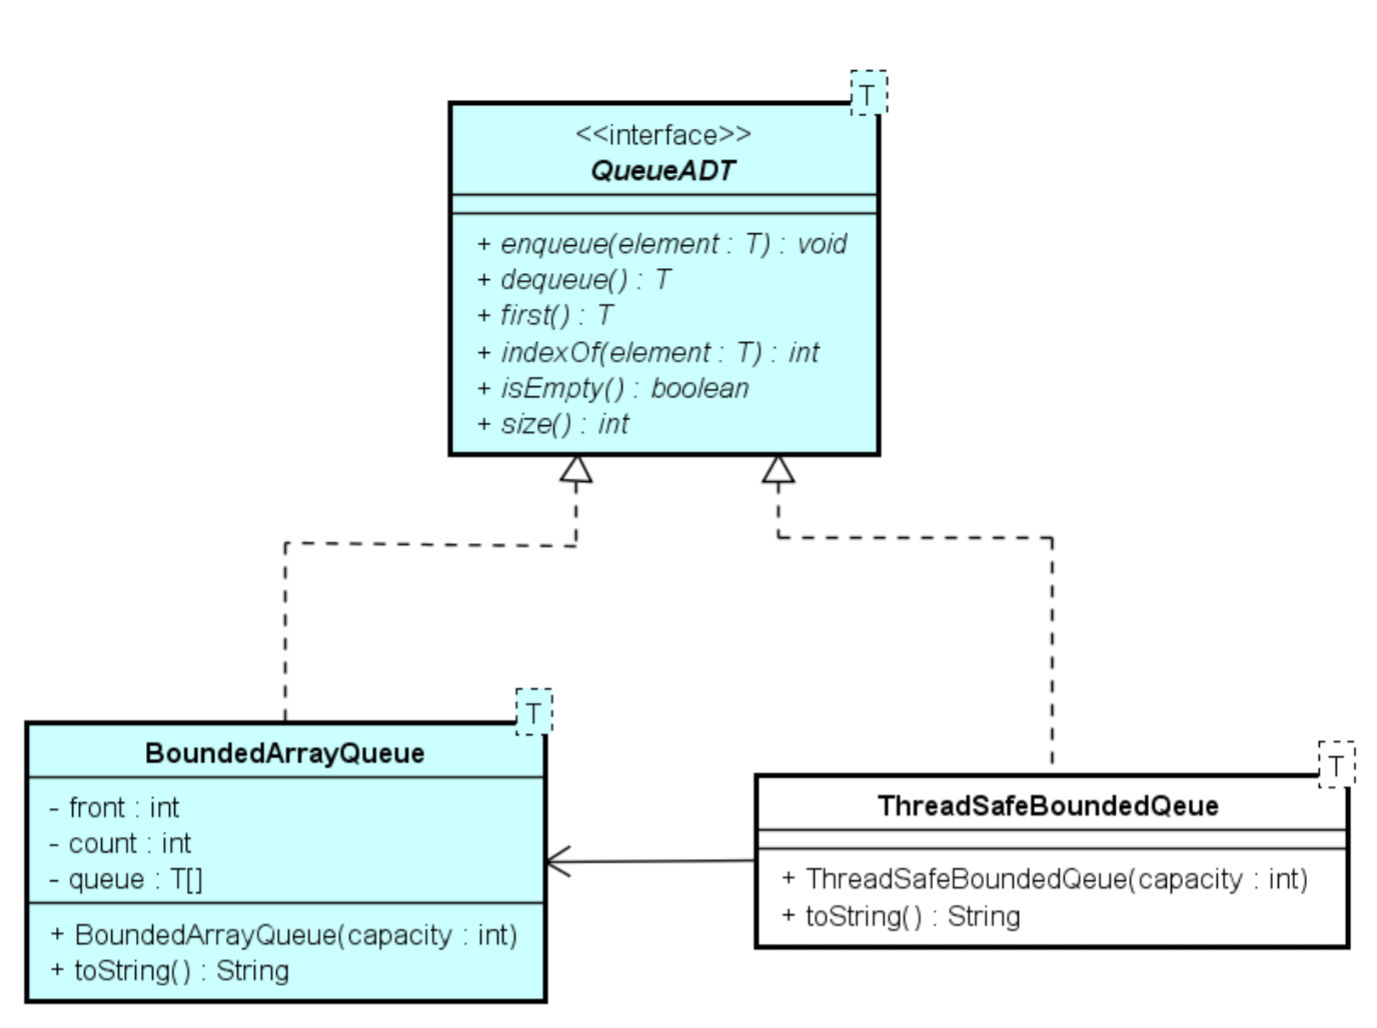 T
<<interface>>
QueueADT
+ enqueue(element : T) : void
+ dequeue() : T
+ first() : T
+ indexOf(element : T) : int
+ isEmpty() : boolean
+ size() : int
T
BoundedArrayQueue
- front : int
- count : int
- queue : T[]
+ BoundedArrayQueue(capacity : int)
+ toString() : String
T
ThreadSafeBoundedQeue
+ ThreadSafeBoundedQeue(capacity : int)
+ toString() : String